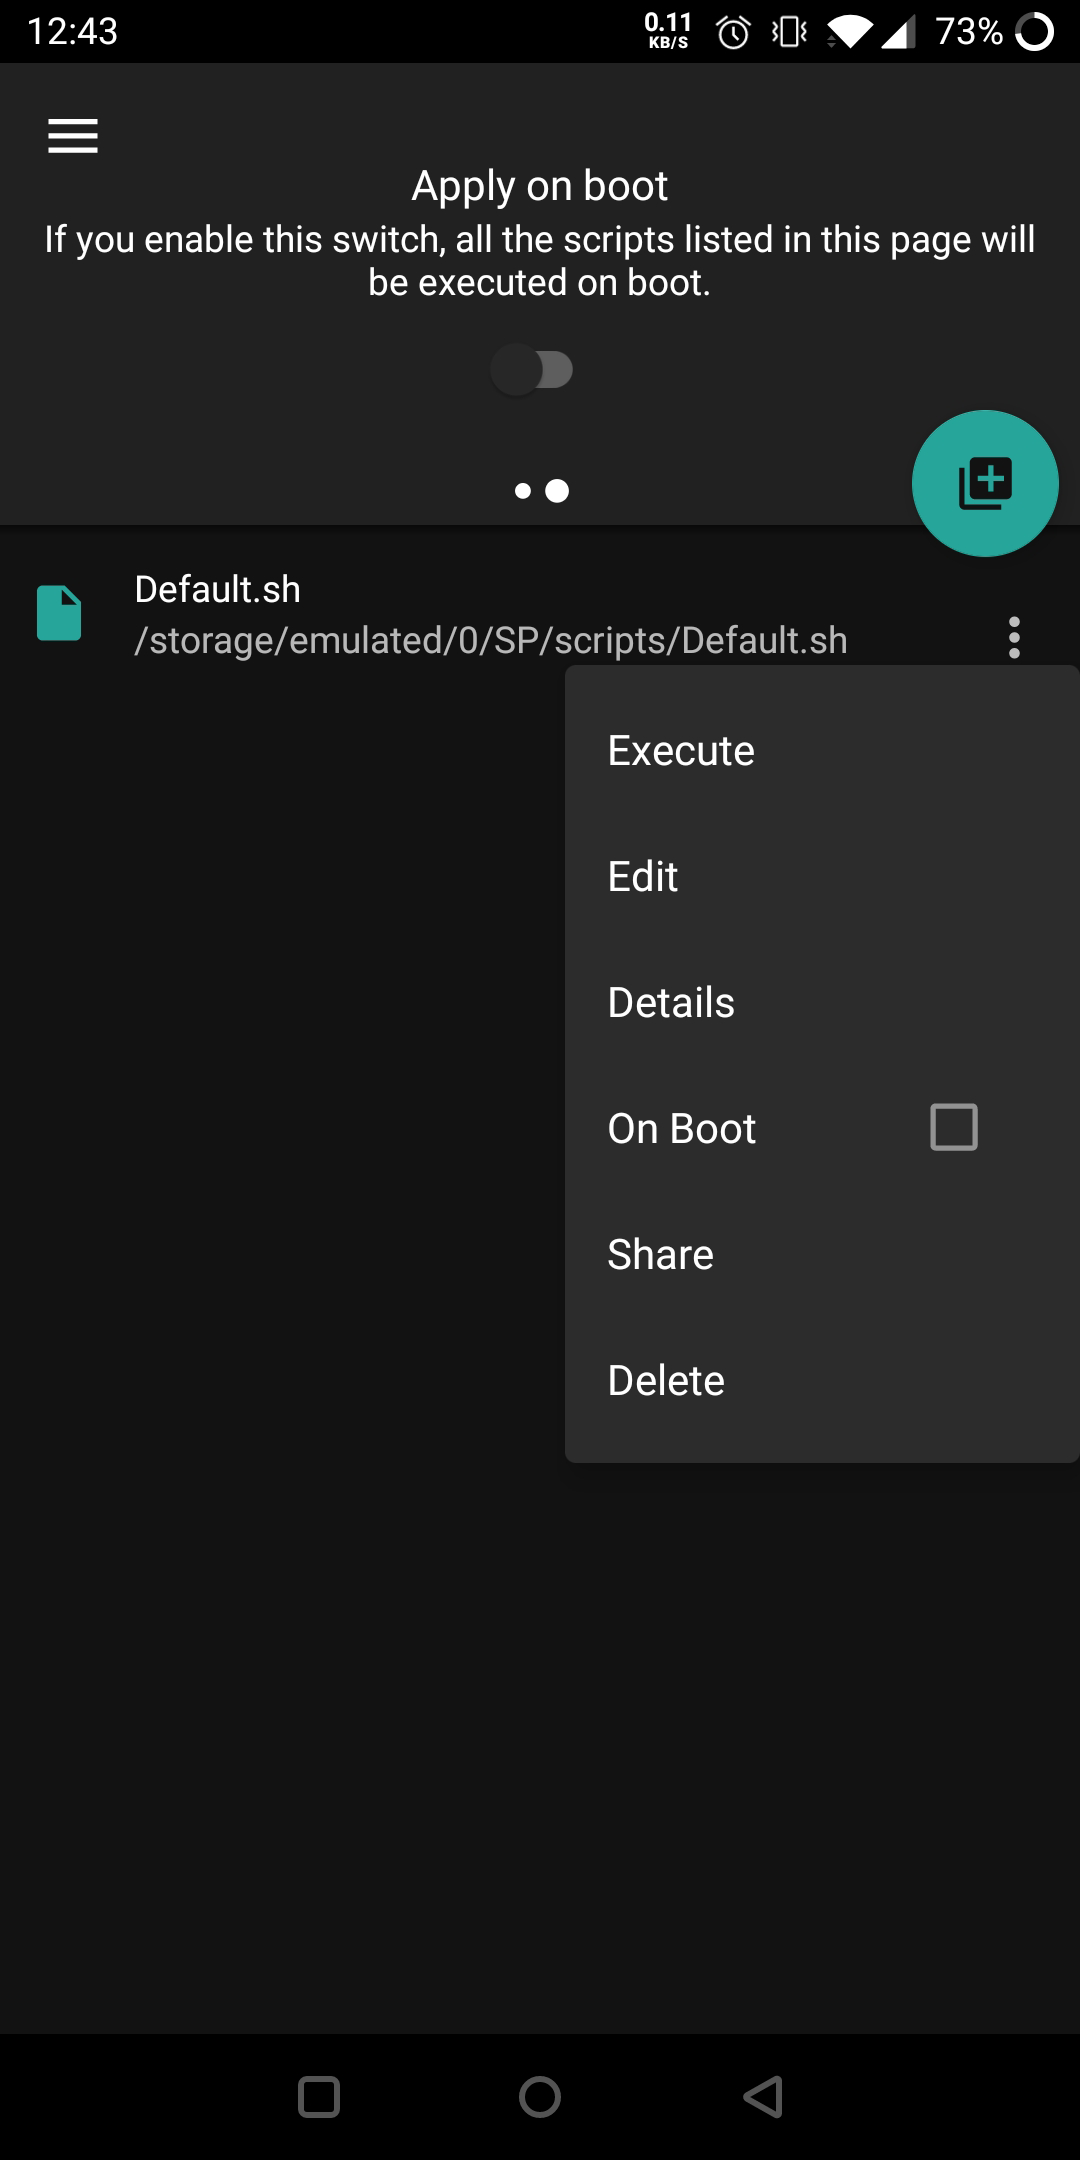 12:43
0.11
KB/S
73%
Apply on boot
If you enable this switch, all the scripts listed in this page will
be executed on boot.
Default.sh
/storage/emulated/0/SP/scripts/Default.sh
Execute
Edit
Details
On Boot
Share
Delete